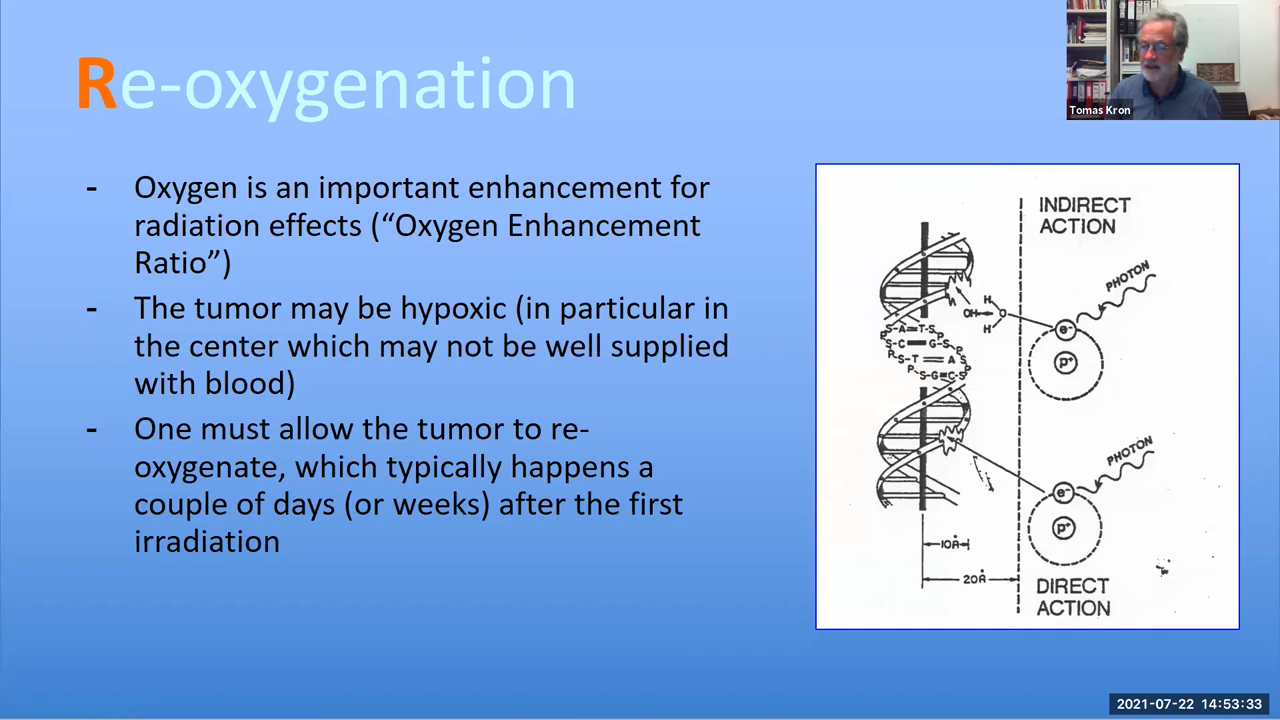 Re-oxygenation
Tomas Kron
- Oxygen is an important enhancement for
radiation effects (“Oxygen Enhancement
Ratio”)
- The tumor may be hypoxic (in particular in
the center which may not be well supplied
with blood)
- One must allow the tumor to re-
oxygenate, which typically happens a
couple of days (or weeks) after the first
irradiation
INDIRECT
ACTION
PHOTON
H
OH
O
H
e-
P+
S-A=T-S
P
P
S-C G-S
P
P
S-T=A S
P
P
S-G≡C-S
PHOTON
e-
P+
10Å
20Å
DIRECT
ACTION
2021-07-22 14:53:33